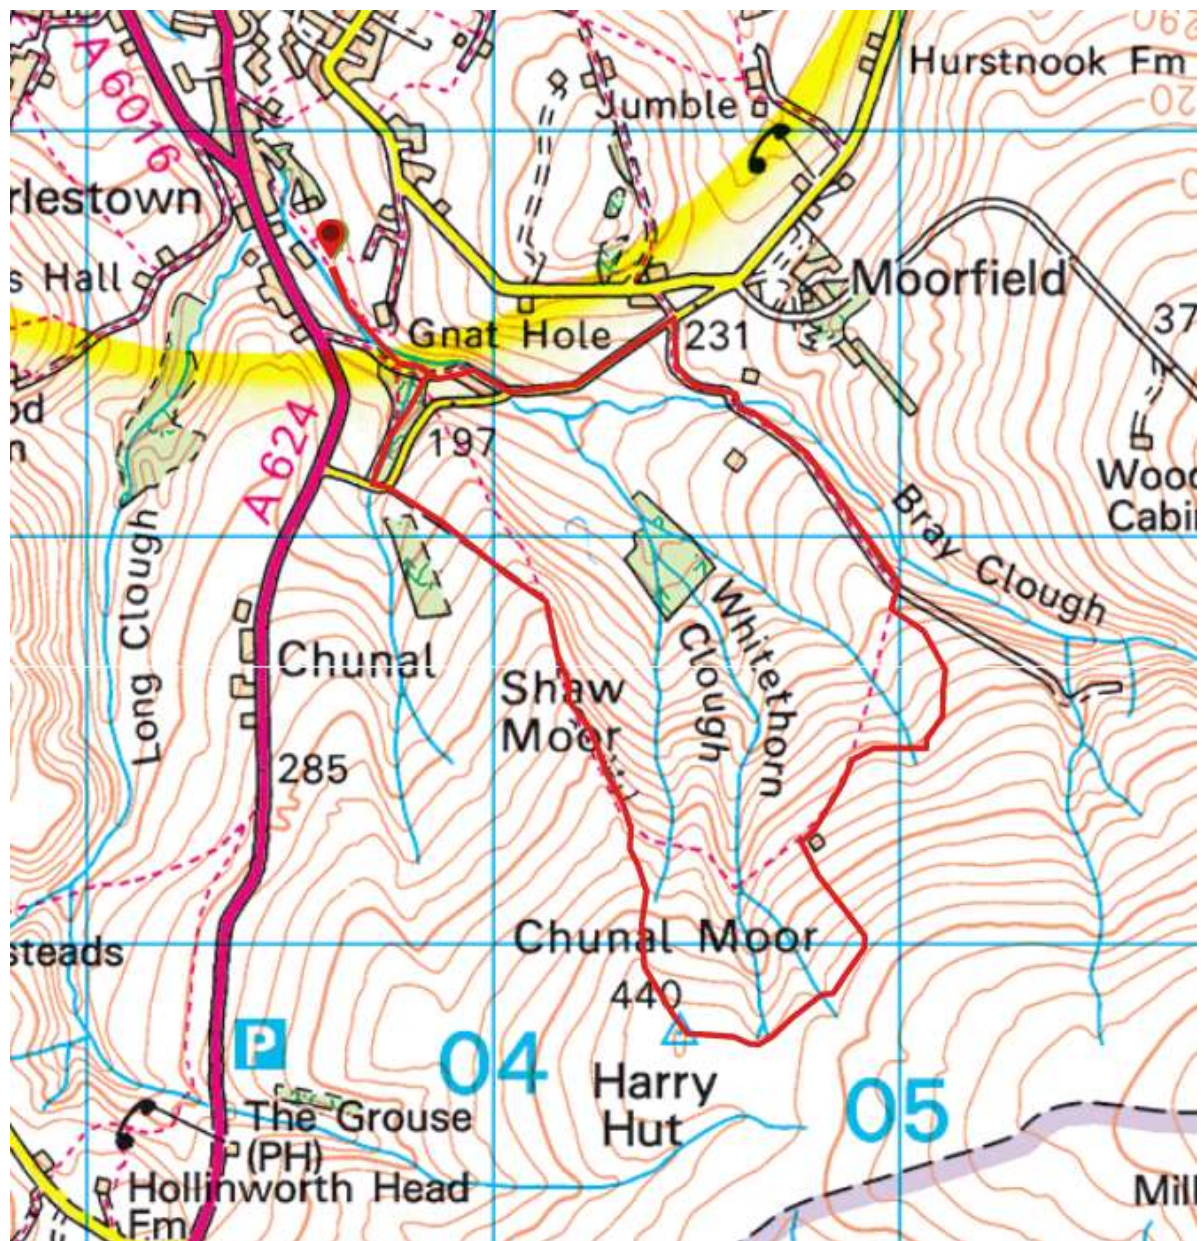 290
Hurstnook Fm
20
A 6016
Jumble
rlestown
s Hall
Moorfield
Gnat Hole
231
37
od
n
A 624
197
Wood
Cabi
Bray Clough
Long Clough
Whitethorn
Clough
Chunal
Shaw
Moor
285
Chunal Moor
steads
440
P
04
Harry
Hut
05
The Grouse
(PH)
Hollinworth Head
Fm
Mill